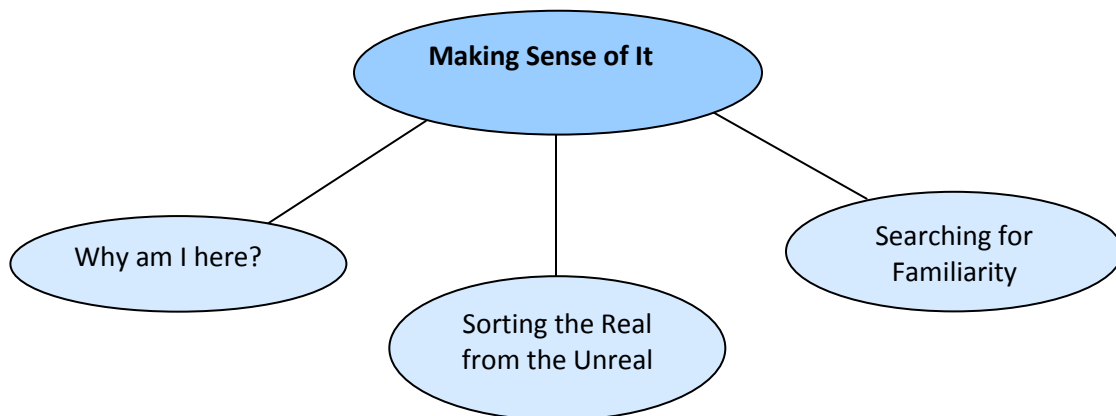 Making Sense of It
Why am I here?
Sorting the Real
from the Unreal
Searching for
Familiarity